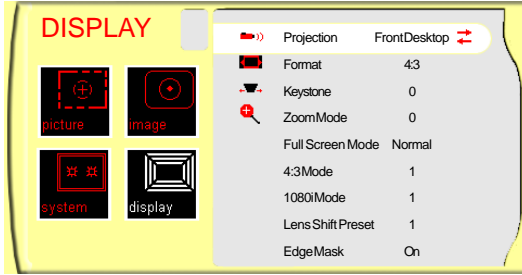 DISPLAY
picture
image
system
display
Projection FrontDesktop
Format 4:3
Keystone 0
ZoomMode 0
Full Screen Mode Normal
4:3Mode 1
1080iMode 1
Lens Shift Preset 1
EdgeMask On